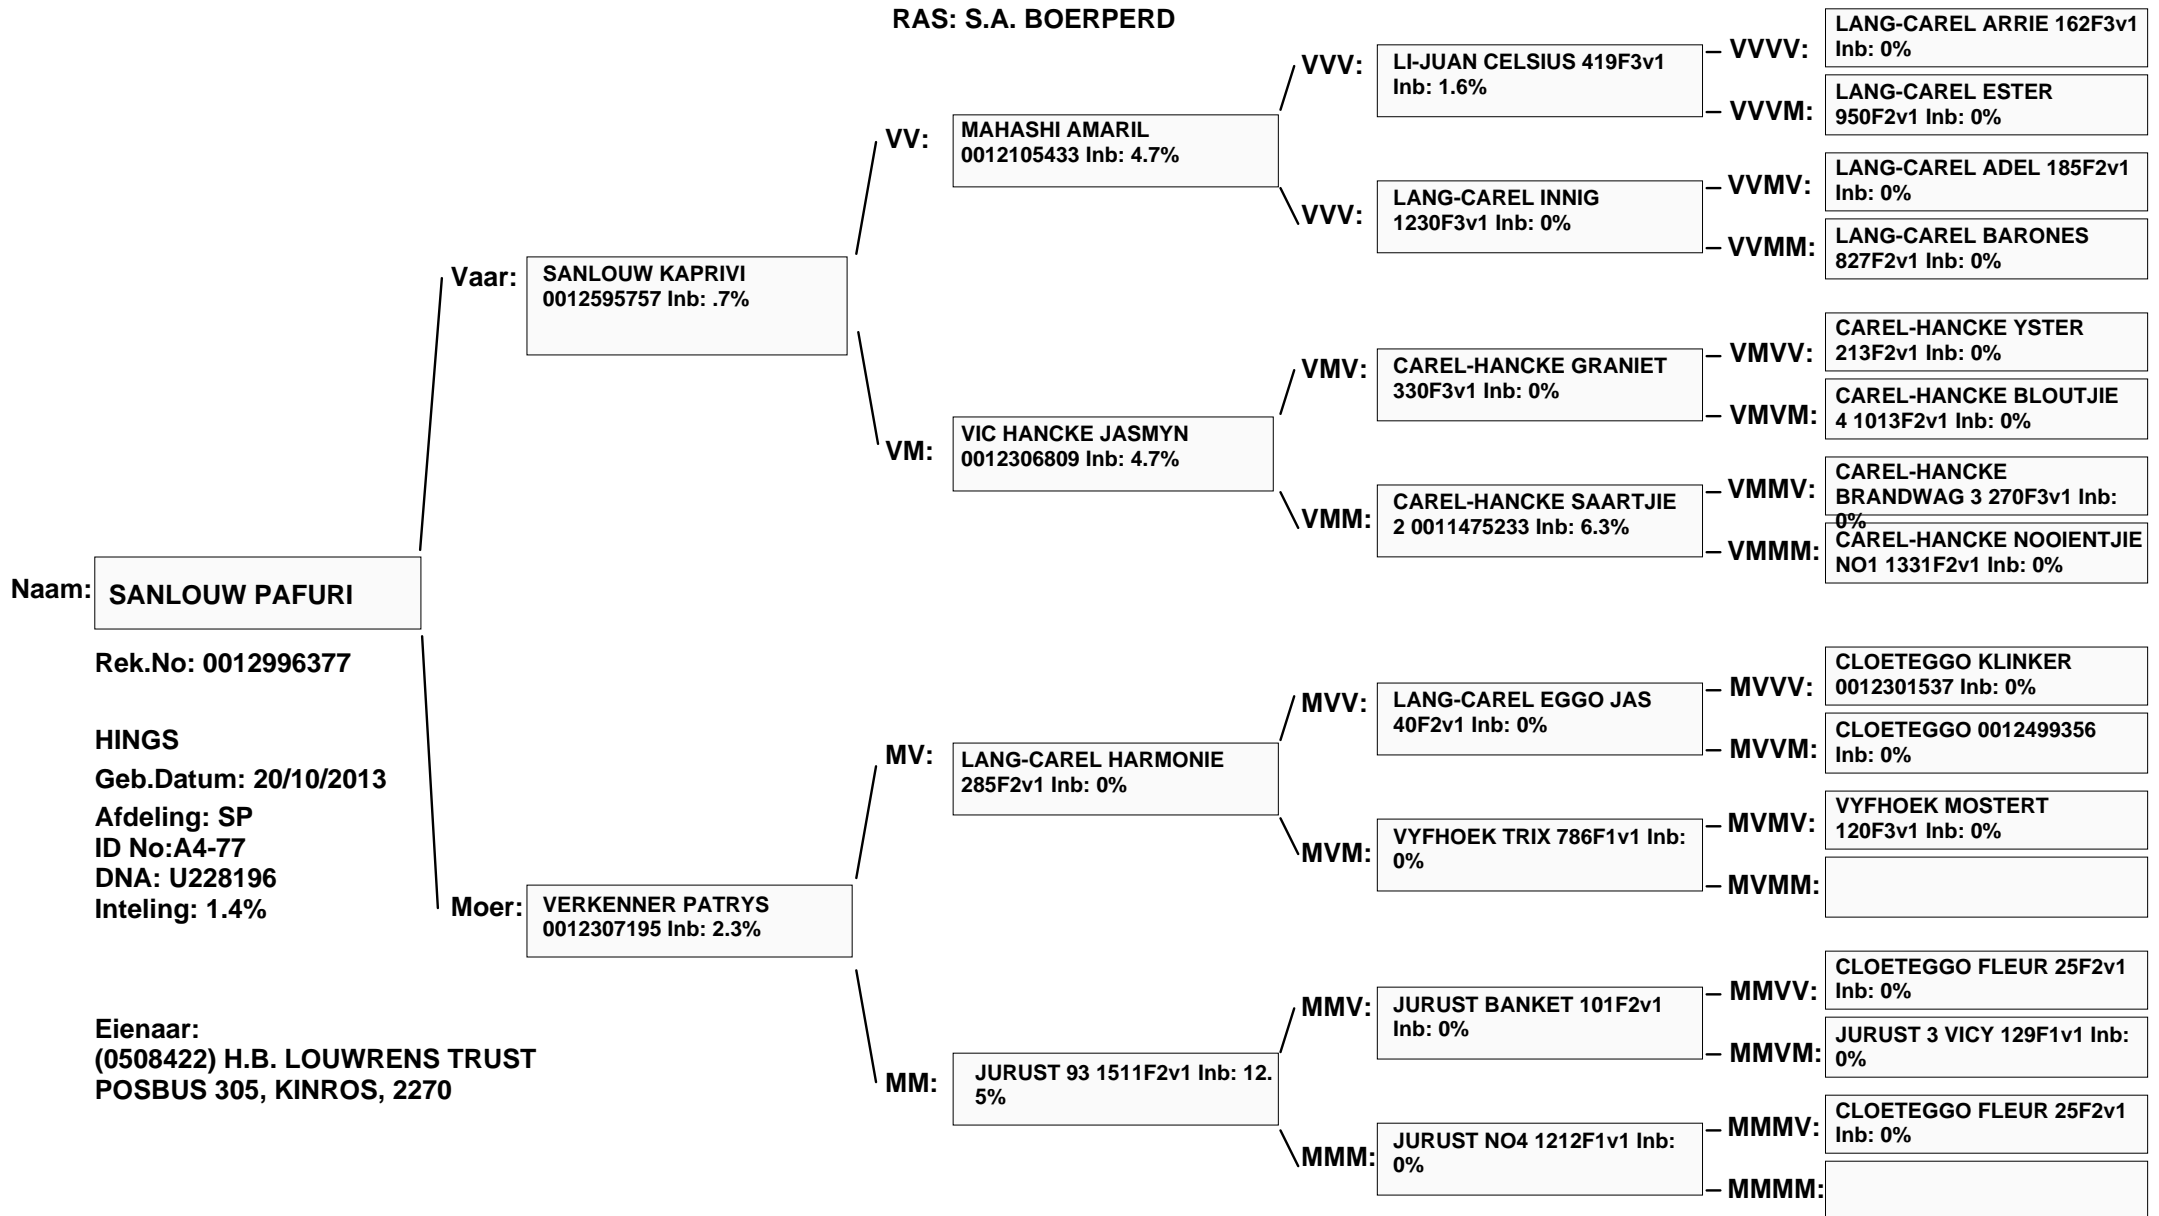 RAS: S.A. BOERPERD
Naam:
SANLOUW PAFURI
Rek.No: 0012996377
HINGS
Geb.Datum: 20/10/2013
Afdeling: SP
ID No:A4-77
DNA: U228196
Inteling: 1.4%
Eienaar:
(0508422) H.B. LOUWRENS TRUST
POSBUS 305, KINROS, 2270
Vaar:
SANLOUW KAPRIVI
0012595757 Inb: .7%
Moer:
VERKENNER PATRYS
0012307195 Inb: 2.3%
VV:
MAHASHI AMARIL
0012105433 Inb: 4.7%
VM:
VIC HANCKE JASMYN
0012306809 Inb: 4.7%
MV:
LANG-CAREL HARMONIE
285F2v1 Inb: 0%
MM:
JURUST 93 1511F2v1 Inb: 12.
5%
VVV:
LI-JUAN CELSIUS 419F3v1
Inb: 1.6%
VVV:
LANG-CAREL INNIG
1230F3v1 Inb: 0%
VMV:
CAREL-HANCKE GRANIET
330F3v1 Inb: 0%
VMM:
CAREL-HANCKE SAARTJIE
2 0011475233 Inb: 6.3%
MVV:
LANG-CAREL EGGO JAS
40F2v1 Inb: 0%
MVM:
VYFHOEK TRIX 786F1v1 Inb:
0%
MMV:
JURUST BANKET 101F2v1
Inb: 0%
MMM:
JURUST NO4 1212F1v1 Inb:
0%
VVVV:
LANG-CAREL ARRIE 162F3v1
Inb: 0%
VVVM:
LANG-CAREL ESTER
950F2v1 Inb: 0%
VVMV:
LANG-CAREL ADEL 185F2v1
Inb: 0%
VVMM:
LANG-CAREL BARONES
827F2v1 Inb: 0%
VMVV:
CAREL-HANCKE YSTER
213F2v1 Inb: 0%
VMVM:
CAREL-HANCKE BLOUTJIE
4 1013F2v1 Inb: 0%
VMMV:
CAREL-HANCKE
BRANDWAG 3 270F3v1 Inb:
0%
VMMM:
CAREL-HANCKE NOOIENTJIE
NO1 1331F2v1 Inb: 0%
MVVV:
CLOETEGGO KLINKER
0012301537 Inb: 0%
MVVM:
CLOETEGGO 0012499356
Inb: 0%
MVMV:
VYFHOEK MOSTERT
120F3v1 Inb: 0%
MVMM:
MMVV:
CLOETEGGO FLEUR 25F2v1
Inb: 0%
MMVM:
JURUST 3 VICY 129F1v1 Inb:
0%
MMMV:
CLOETEGGO FLEUR 25F2v1
Inb: 0%
MMMM: